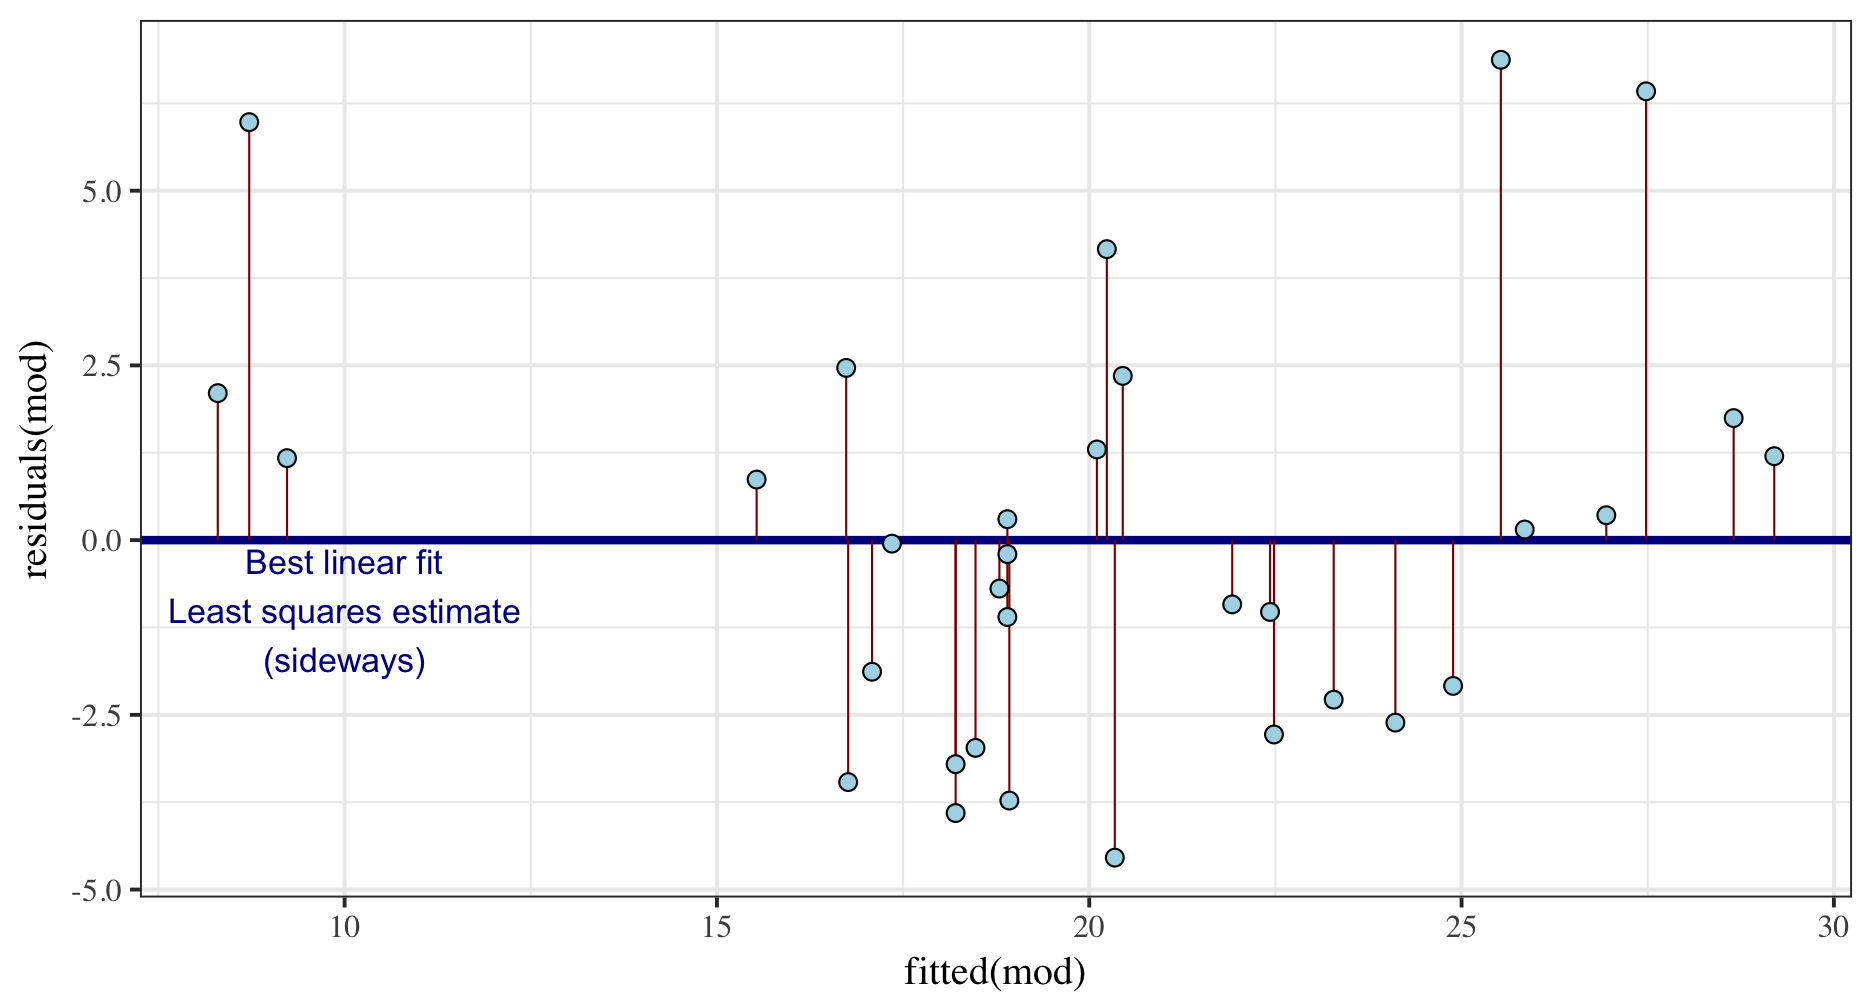 residuals(mod)
5.0
2.5
0.0
-2.5
-5.0
Best linear fit
Least squares estimate
(sideways)
10
15
20
25
30
fitted(mod)